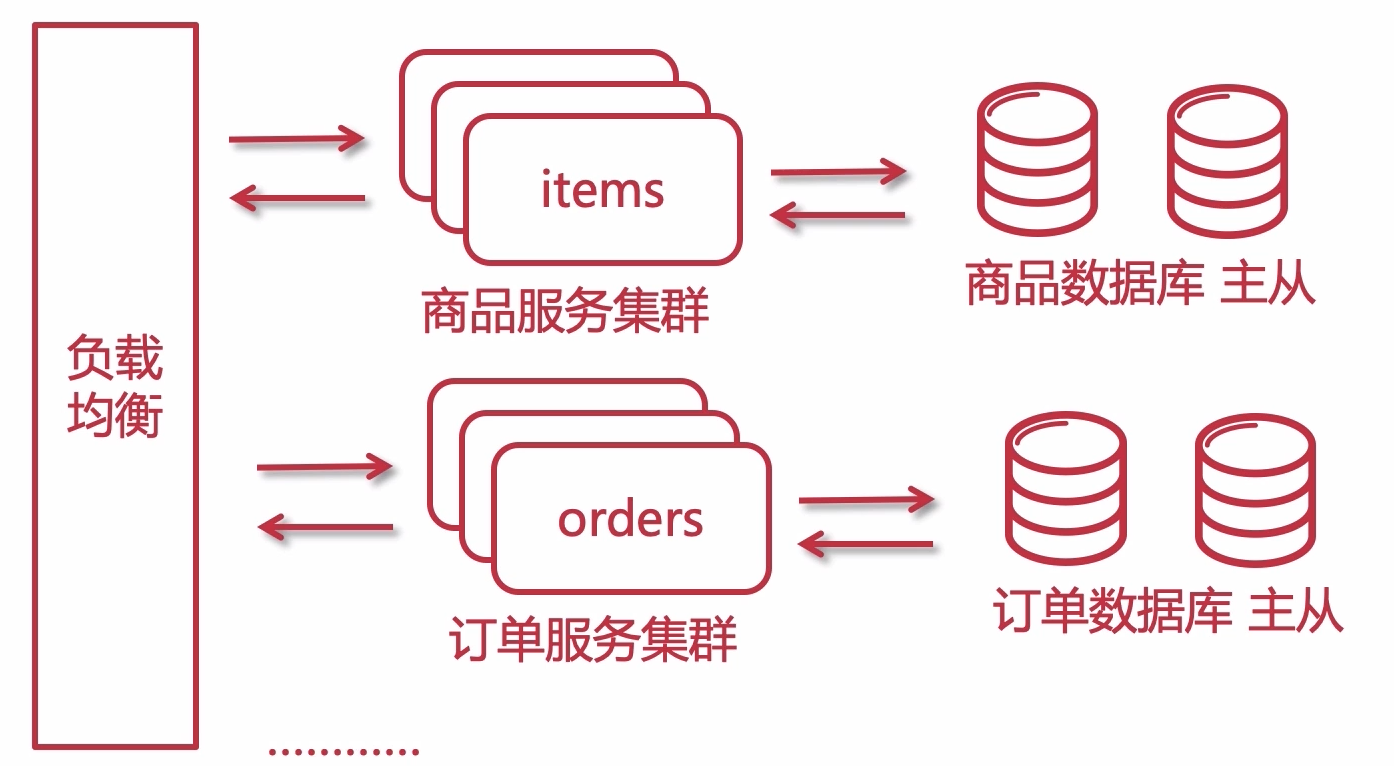 负载
均衡
items
商品服务集群
商品数据库 主从
orders
订单服务集群
订单数据库 主从
............